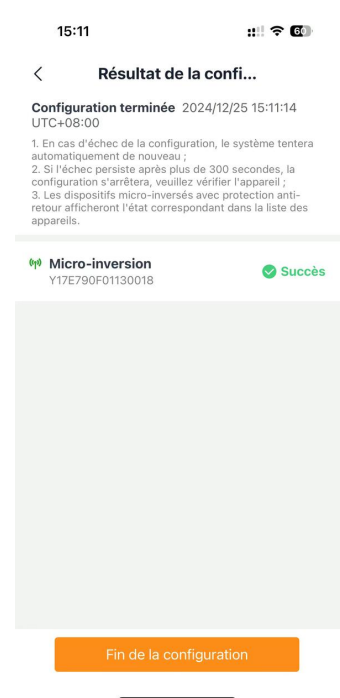 15:11
60
Résultat de la confi...
Configuration terminée 2024/12/25 15:11:14
UTC+08:00
1. En cas d'échec de la configuration, le système tentera
automatiquement de nouveau ;
2. Si l'échec persiste après plus de 300 secondes, la
configuration s'arrêtera, veuillez vérifier l'appareil ;
3. Les dispositifs micro-inversés avec protection anti-
retour afficheront l'état correspondant dans la liste des
appareils.
Micro-inversion
Succès
Y17E790F01130018
Fin de la configuration